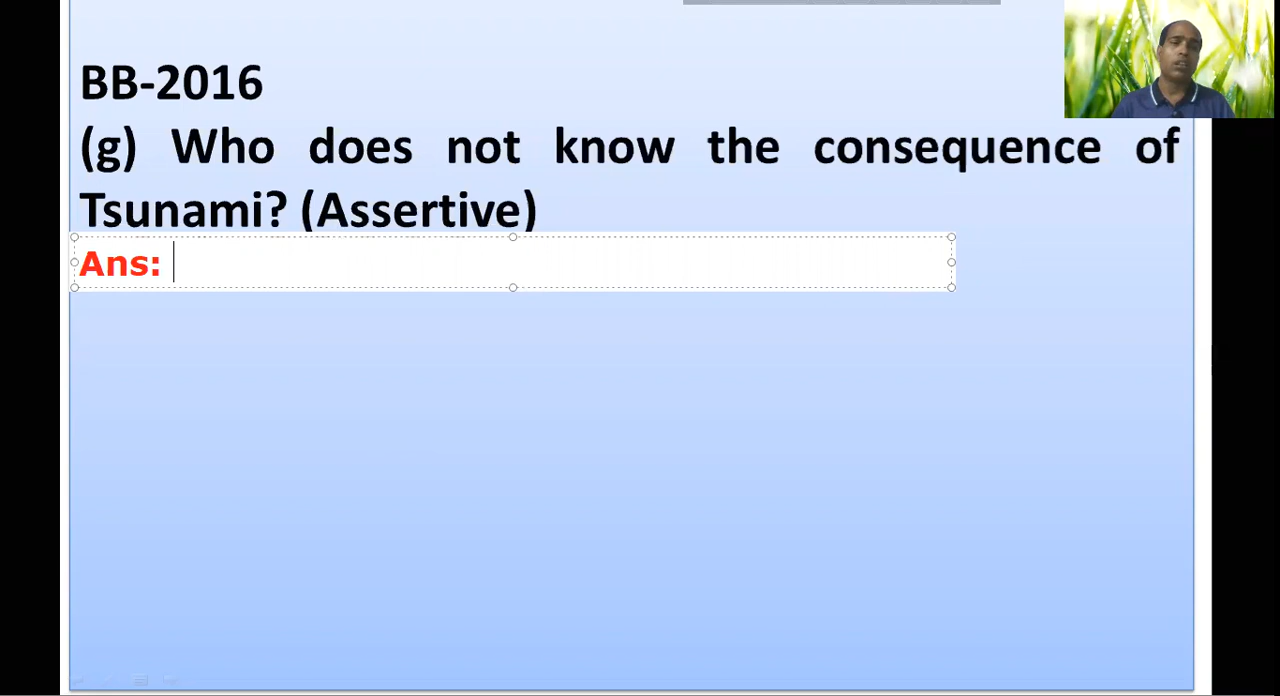 BB-2016
(g) Who does not know the consequence of
Tsunami? (Assertive)
Ans: